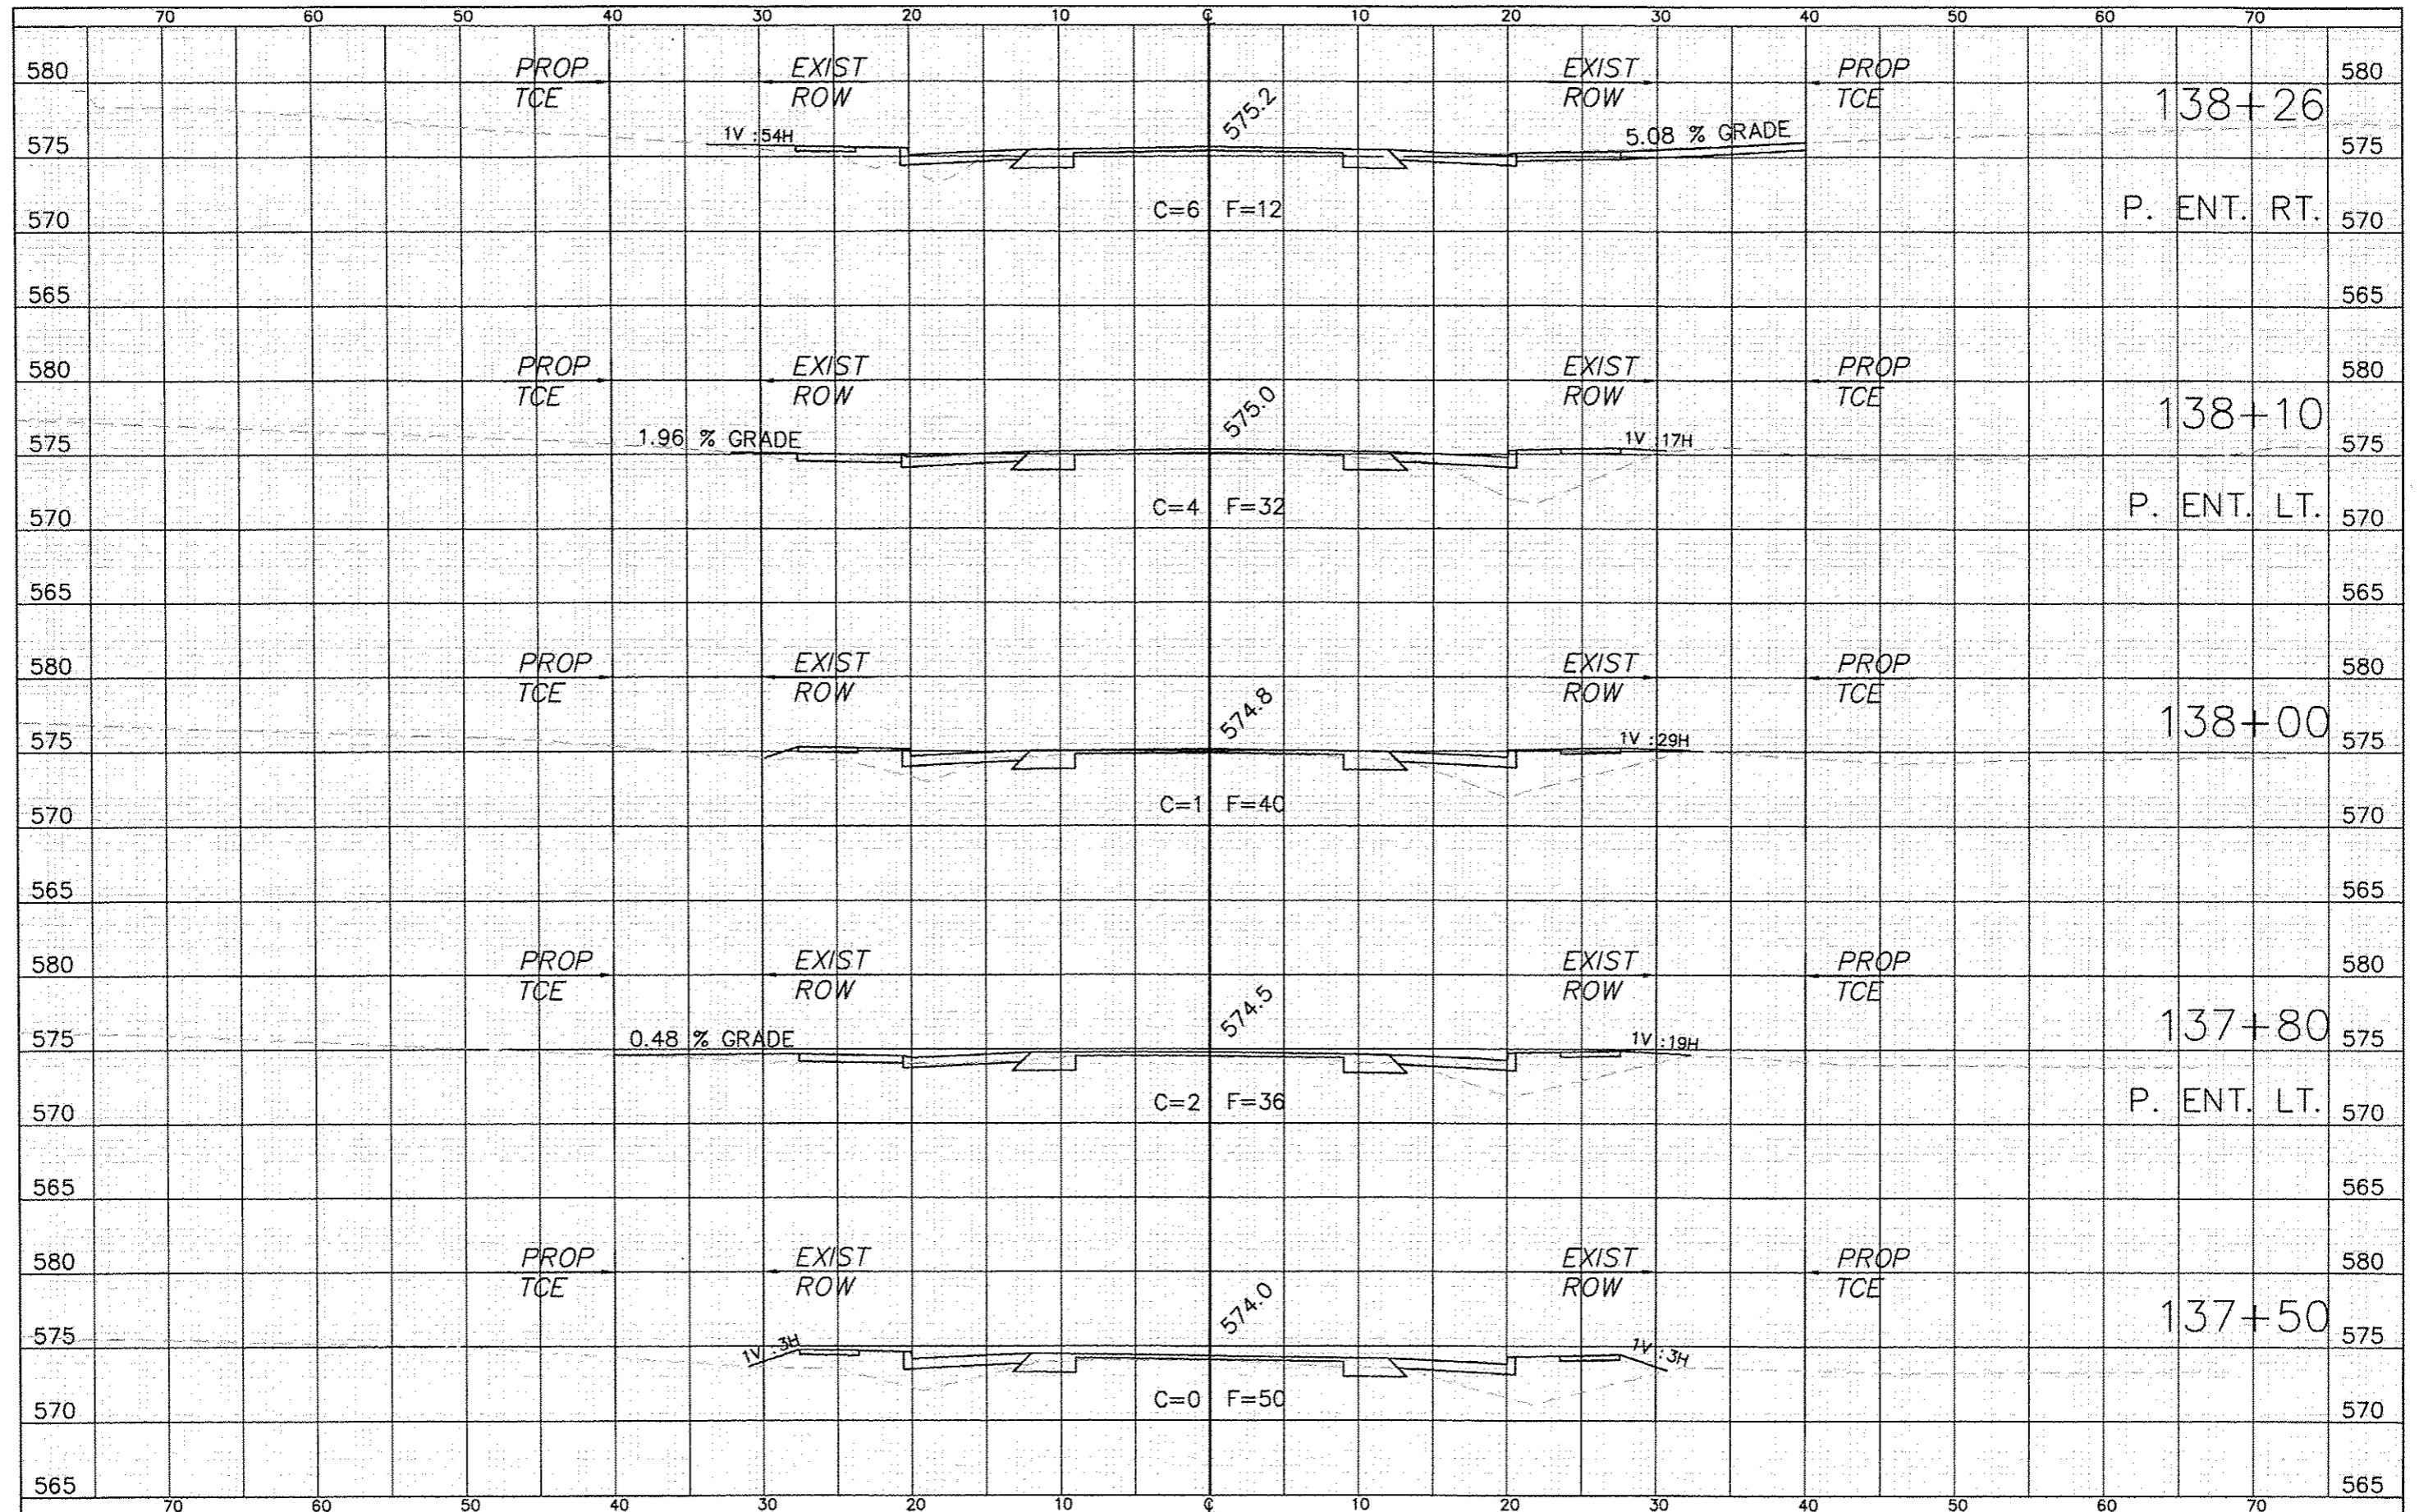 70 60 50 40 30 20 10 ℄ 10 20 30 40 50 60 70
580 PROP EXIST EXIST PROP 580
TCE ROW ROW TCE
575.2
138+26
1V :54H 5.08 % GRADE
575 575
C=6 F=12
P. ENT. RT.
570 570
565 565
580 PROP EXIST EXIST PROP 580
TCE ROW ROW TCE
575.0
138+10
1.96 % GRADE 1V :17H
575 575
C=4 F=32
P. ENT. LT.
570 570
565 565
580 PROP EXIST EXIST PROP 580
TCE ROW ROW TCE
574.8
138+00
1V :29H
575 575
C=1 F=40
570 570
565 565
580 PROP EXIST EXIST PROP 580
TCE ROW ROW TCE
574.5
137+80
0.48 % GRADE 1V :19H
575 575
C=2 F=36
P. ENT. LT.
570 570
565 565
580 PROP EXIST EXIST PROP 580
TCE ROW ROW TCE
574.0
137+50
575 575
1V :3H 1V :3H
C=0 F=50
570 570
565 565
70 60 50 40 30 20 10 ℄ 10 20 30 40 50 60 70